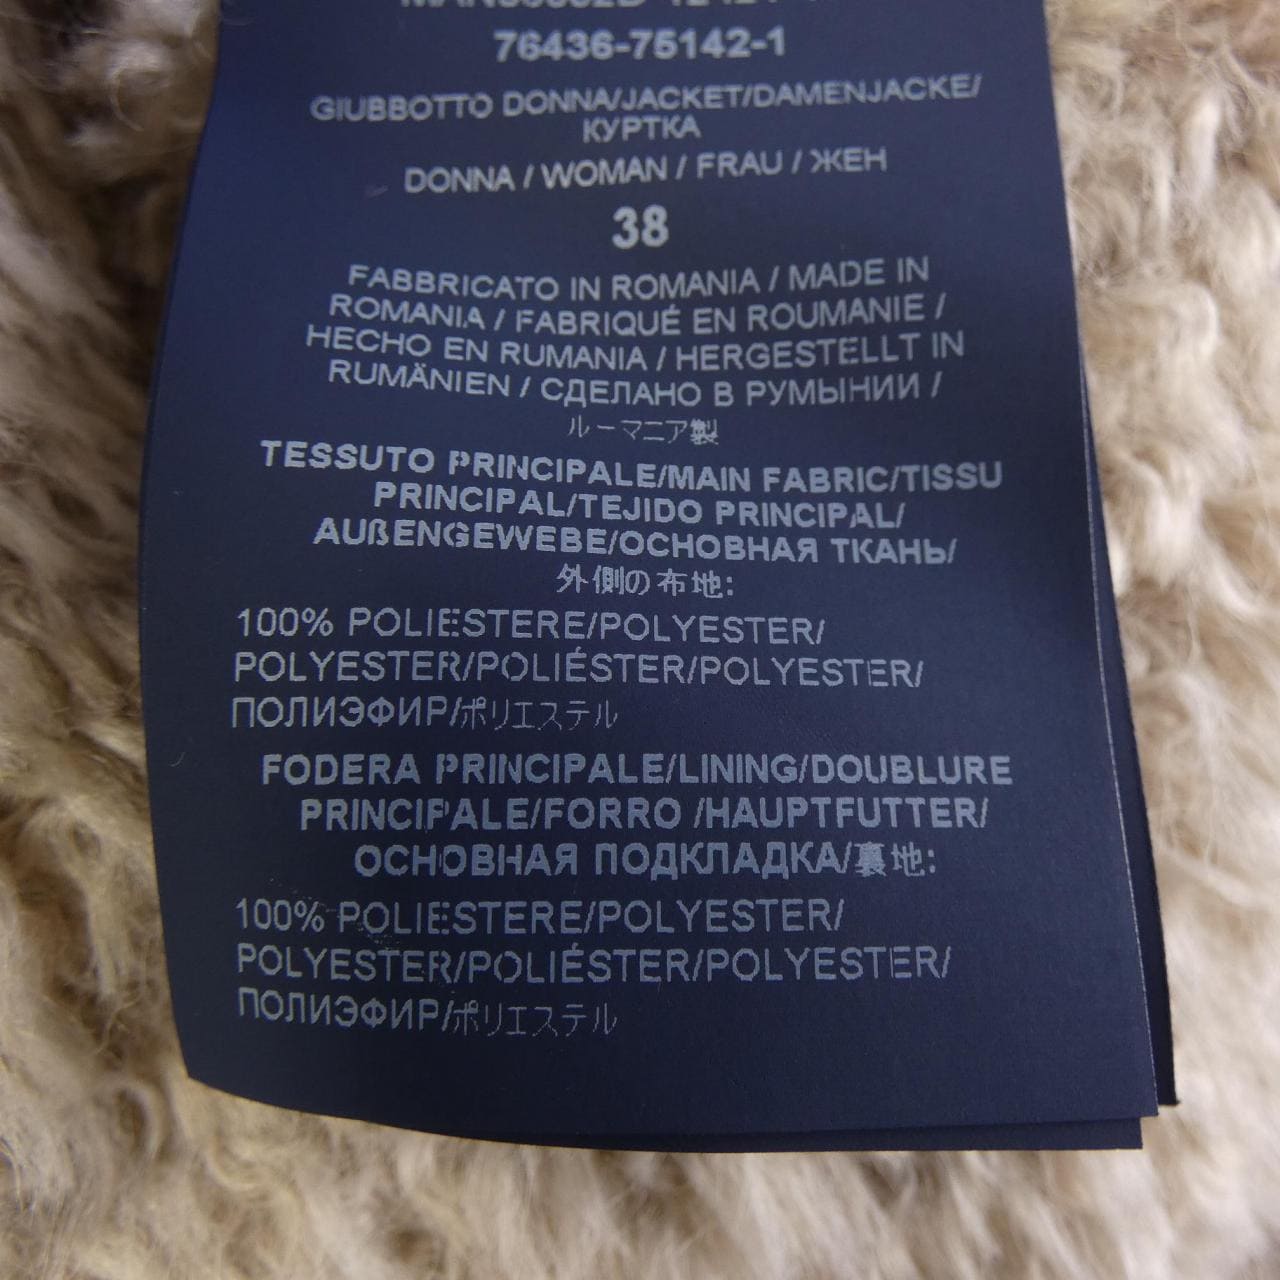 76436-75142-1
GIUBBOTTO DONNA/JACKET/DAMENJACKE/
КУРТКА
DONNA / WOMAN / FRAU / ЖЕН
38
FABBRICATO IN ROMANIA / MADE IN
ROMANIA / FABRIQUÉ EN ROUMANIE /
HECHO EN RUMANIA / HERGESTELLT IN
RUMÄNIEN / СДЕЛАНО В РУМЫНИИ /
ルーマニア製
TESSUTO PRINCIPALE/MAIN FABRIC/TISSU
PRINCIPAL/TEJIDO PRINCIPAL/
AUßENGEWEBE/ОСНОВНАЯ ТКАНЬ/
外側の布地:
100% POLIESTERE/POLYESTER/
POLYESTER/POLIÉSTER/POLYESTER/
ПОЛИЭФИР/ポリエステル
FODERA PRINCIPALE/LINING/DOUBLURE
PRINCIPALE/FORRO /HAUPTFUTTER/
ОСНОВНАЯ ПОДКЛАДКА/裏地:
100% POLIESTERE/POLYESTER/
POLYESTER/POLIÉSTER/POLYESTER/
ПОЛИЭФИР/ポリエステル